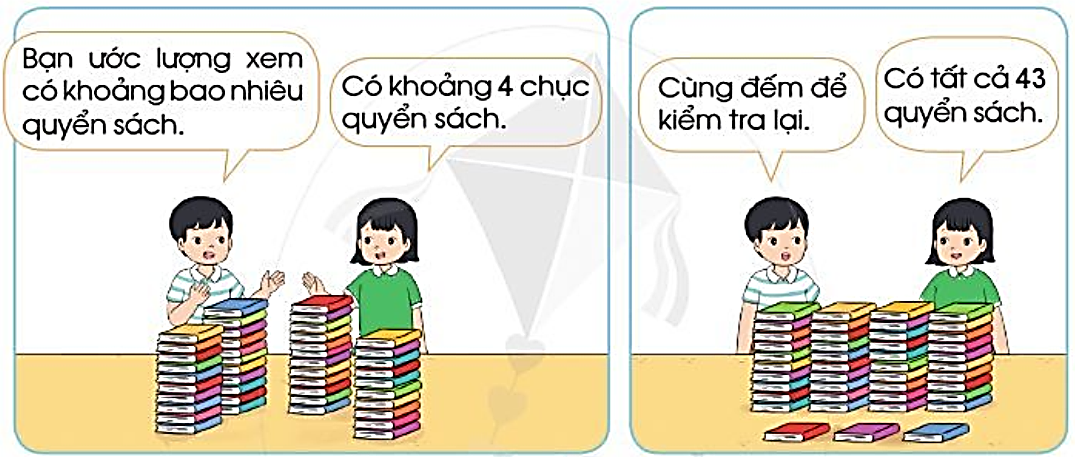 Bạn ước lượng xem
có khoảng bao nhiêu
quyển sách.
Có khoảng 4 chục
quyển sách.
Cùng đếm để
kiểm tra lại.
Có tất cả 43
quyển sách.